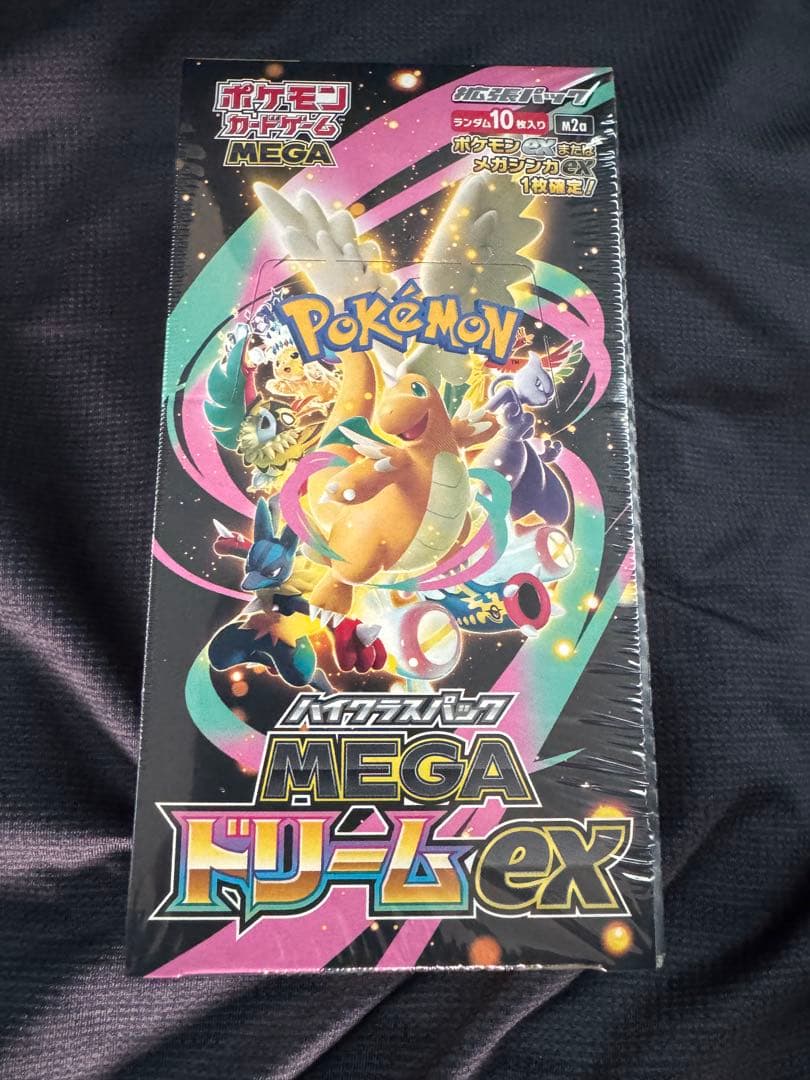 ポケモン
カードゲーム
MEGA
拡張パック
ランダム10枚入り
M2a
ポケモンexまたは
メガシンカex
1枚確定!
POKéMON
TM
ハイクラスパック
MEGA
ドリームex